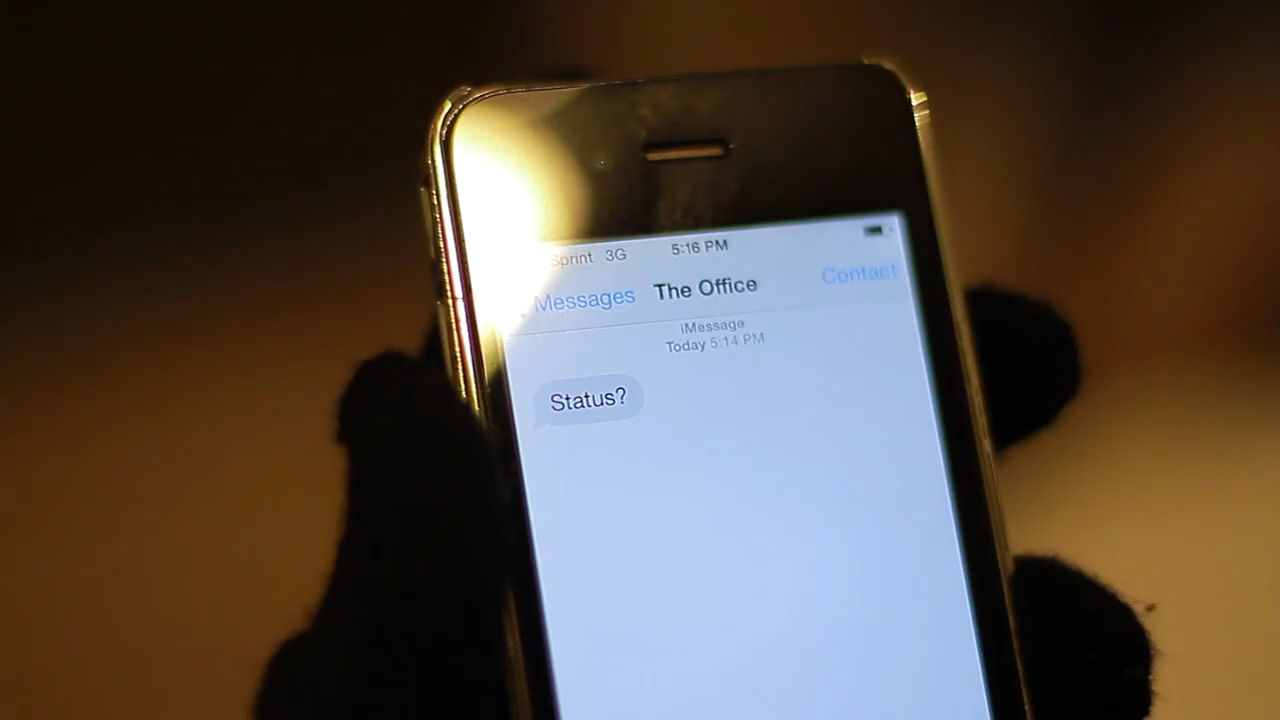 Sprint 3G 5:16 PM
Messages The Office Contact
iMessage
Today 5:14 PM
Status?